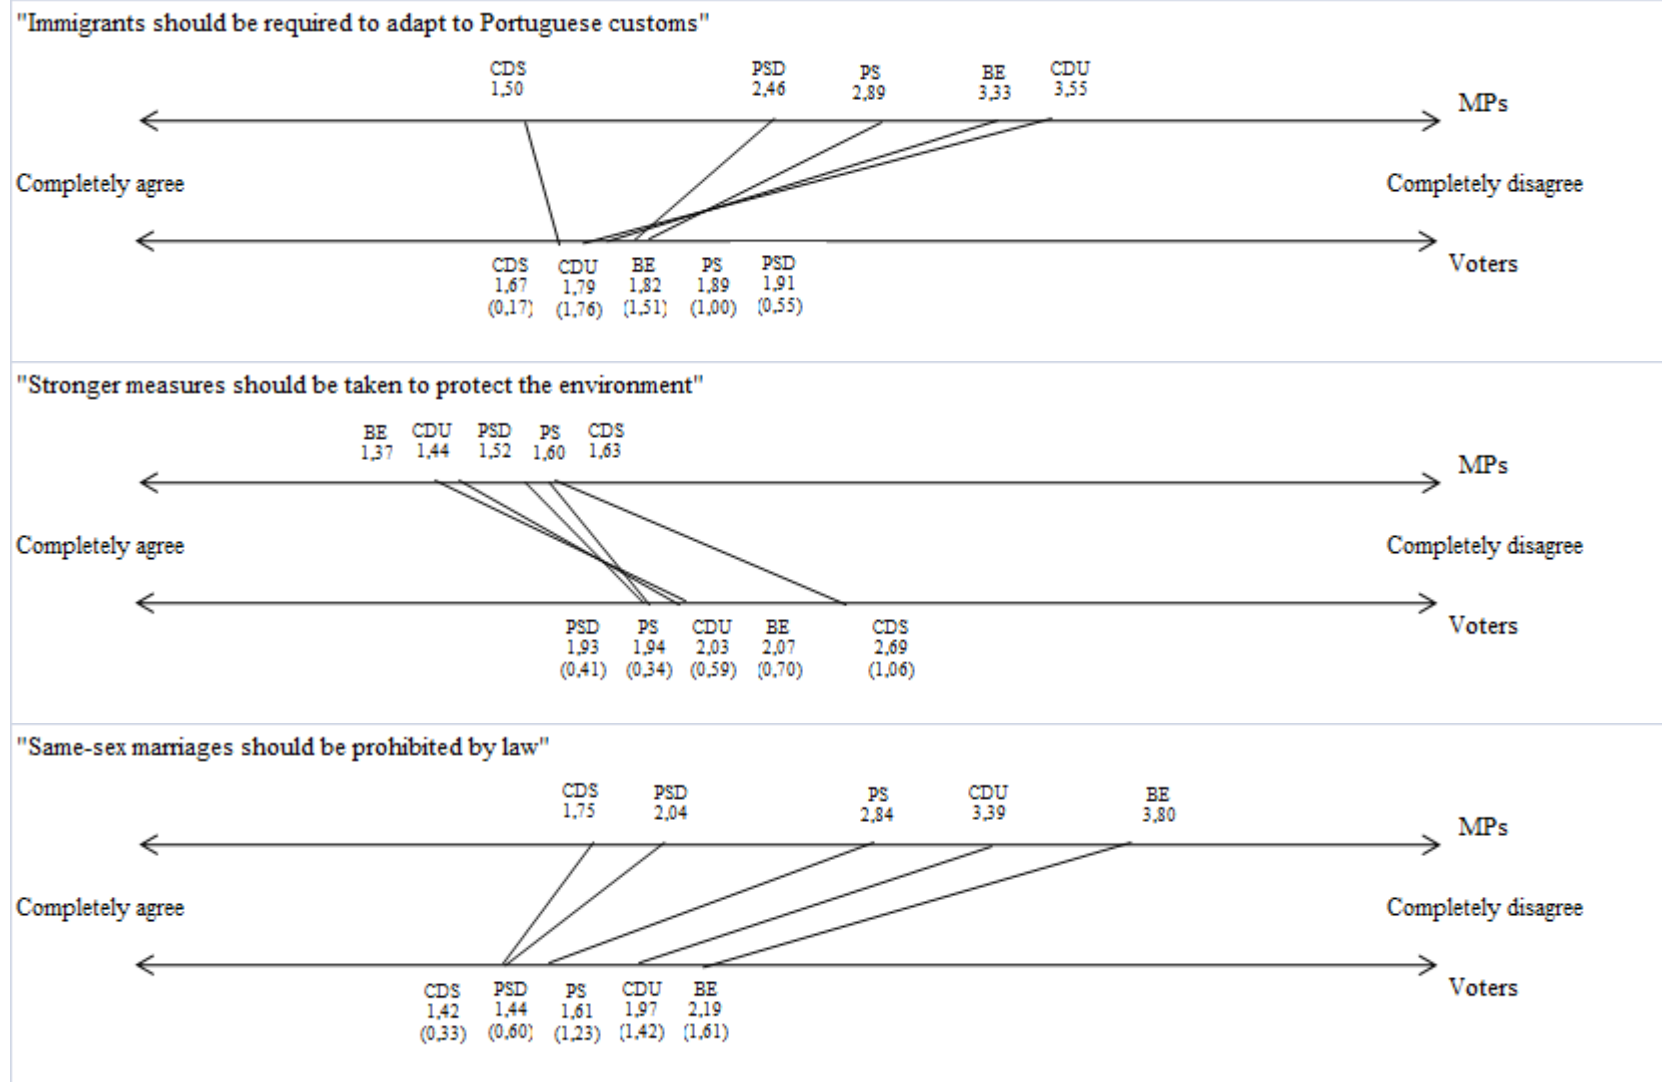 "Immigrants should be required to adapt to Portuguese customs"
CDS PSD PS BE CDU
1,50 2,46 2,89 3,33 3,55
MPs
Completely agree Completely disagree
Voters
CDS CDU BE PS PSD
1,67 1,79 1,82 1,89 1,91
(0,17) (1,76) (1,51) (1,00) (0,55)
"Stronger measures should be taken to protect the environment"
BE CDU PSD PS CDS
1,37 1,44 1,52 1,60 1,63
MPs
Completely agree Completely disagree
Voters
PSD PS CDU BE CDS
1,93 1,94 2,03 2,07 2,69
(0,41) (0,34) (0,59) (0,70) (1,06)
"Same-sex marriages should be prohibited by law"
CDS PSD PS CDU BE
1,75 2,04 2,84 3,39 3,80
MPs
Completely agree Completely disagree
Voters
CDS PSD PS CDU BE
1,42 1,44 1,61 1,97 2,19
(0,33) (0,60) (1,23) (1,42) (1,61)